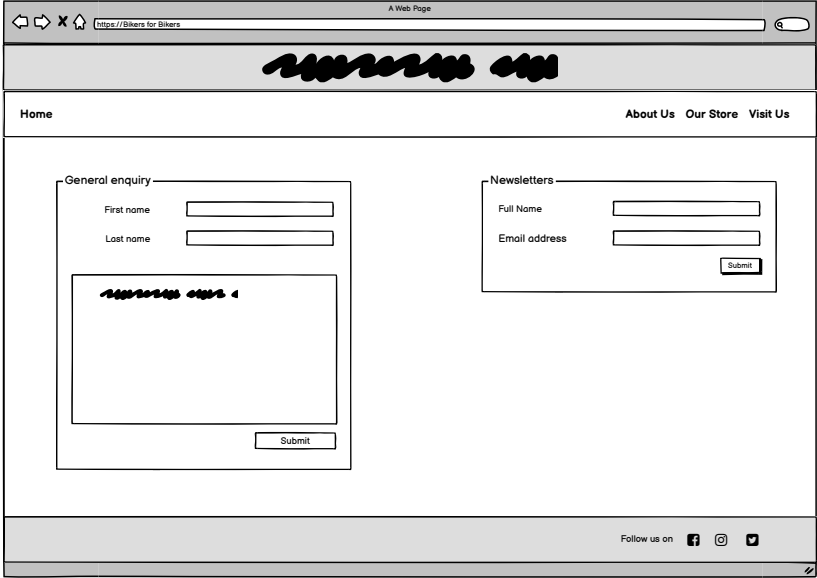 A Web Page
https://Bikers for Bikers
Home
About Us Our Store Visit Us
General enquiry
First name
Last name
Submit
Newsletters
Full Name
Email address
Submit
Follow us on